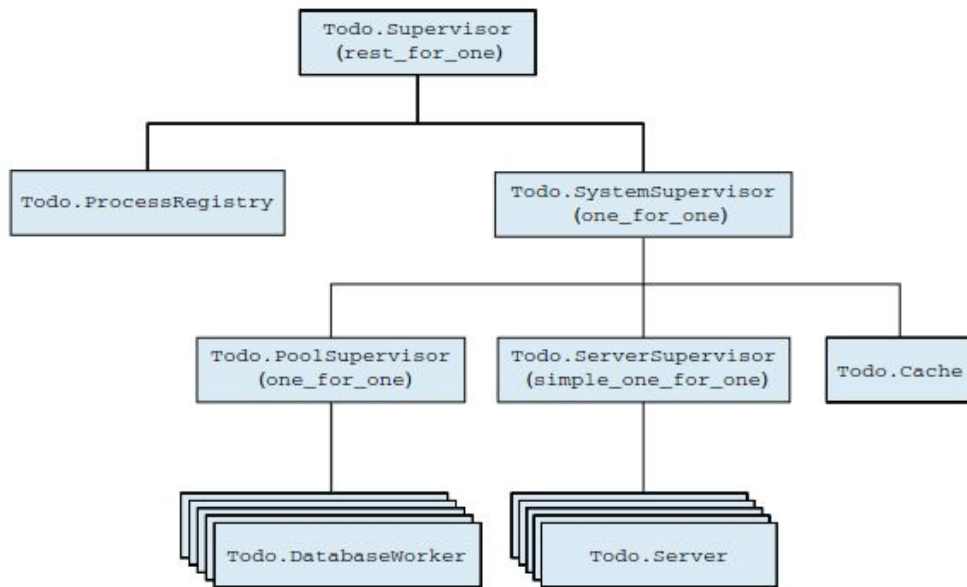 Todo.Supervisor
(rest_for_one)
Todo.ProcessRegistry
Todo.SystemSupervisor
(one_for_one)
Todo.PoolSupervisor
(one_for_one)
Todo.ServerSupervisor
(simple_one_for_one)
Todo.Cache
Todo.DatabaseWorker
Todo.Server